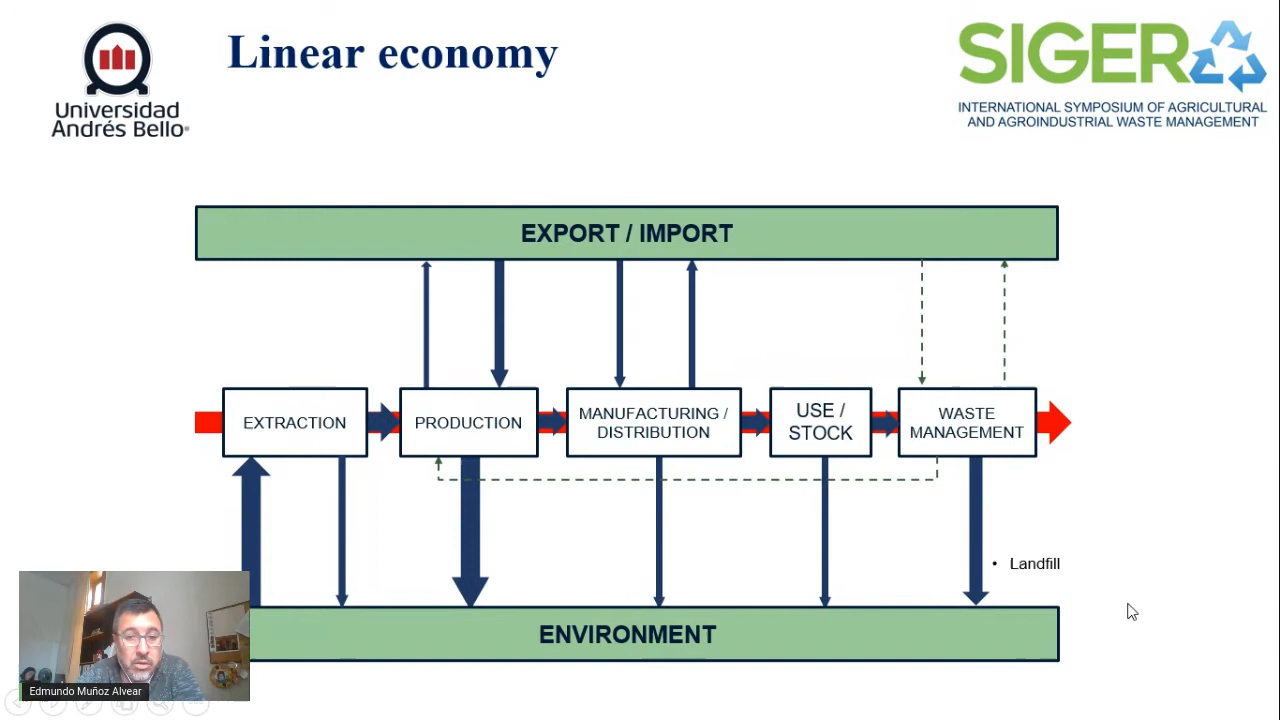 Linear economy
Universidad
Andrés Bello®
SIGERA
INTERNATIONAL SYMPOSIUM OF AGRICULTURAL
AND AGROINDUSTRIAL WASTE MANAGEMENT
EXPORT / IMPORT
EXTRACTION
PRODUCTION
MANUFACTURING /
DISTRIBUTION
USE /
STOCK
WASTE
MANAGEMENT
• Landfill
ENVIRONMENT
Edmundo Muñoz Alvear